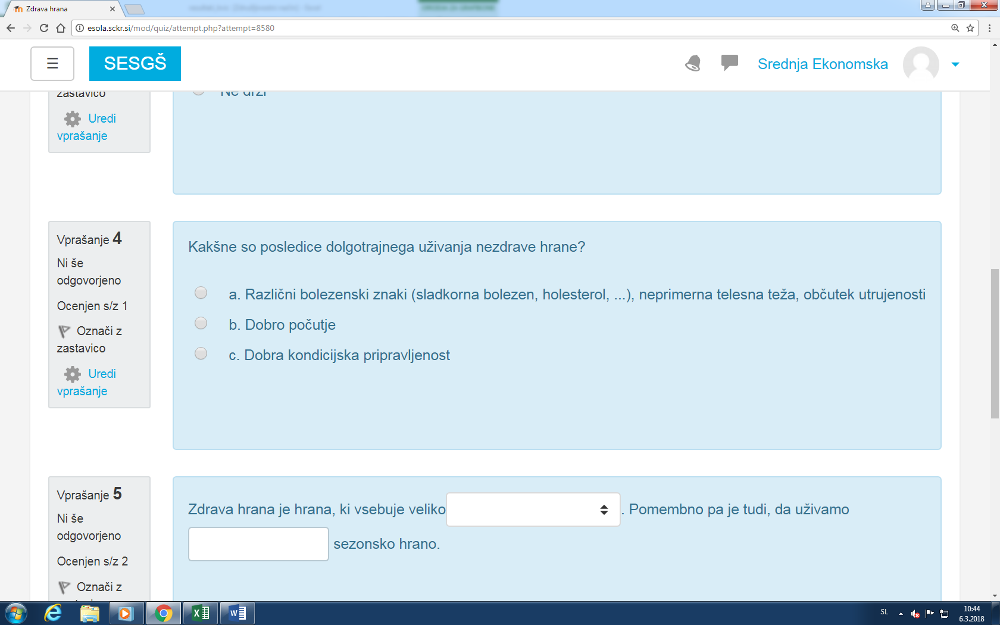 Zdrava hrana
esola.sckr.si/mod/quiz/attempt.php?attempt=8580
SESGŠ
Srednja Ekonomska
zastavico
Ne drži
Uredi
vprašanje
Vprašanje 4
Ni še
odgovorjeno
Ocenjen s/z 1
Označi z
zastavico
Uredi
vprašanje
Kakšne so posledice dolgotrajnega uživanja nezdrave hrane?
a. Različni bolezenski znaki (sladkorna bolezen, holesterol, ...), neprimerna telesna teža, občutek utrujenosti
b. Dobro počutje
c. Dobra kondicijska pripravljenost
Vprašanje 5
Ni še
odgovorjeno
Ocenjen s/z 2
Označi z
Zdrava hrana je hrana, ki vsebuje veliko . Pomembno pa je tudi, da uživamo
sezonsko hrano.
SL
10:44
6.3.2018